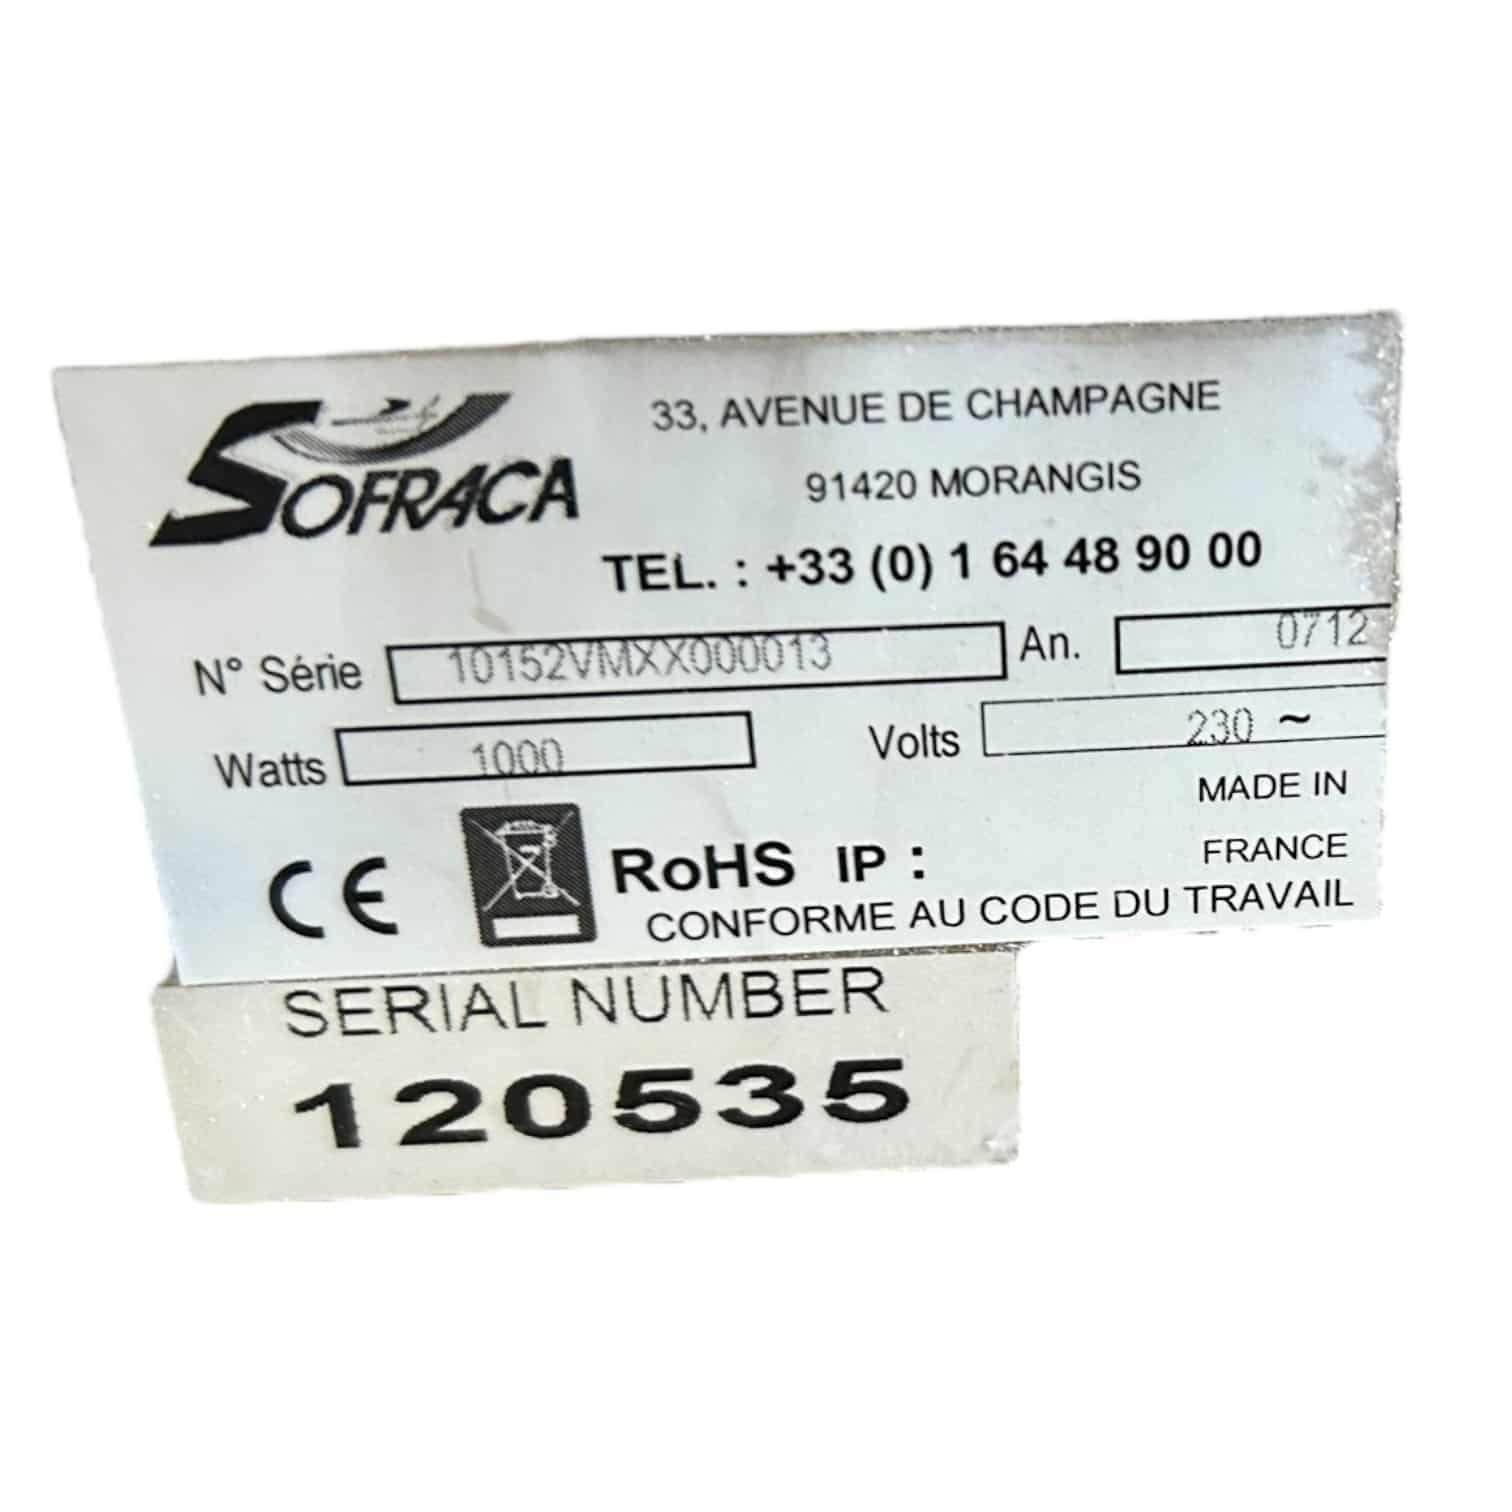 SOFRACA
33, AVENUE DE CHAMPAGNE
91420 MORANGIS
TEL. : +33 (0) 1 64 48 90 00
N° Série 10152VMXX000013 An. 0712
Watts 1000 Volts 230 ~
MADE IN
FRANCE
CE RoHS IP :
CONFORME AU CODE DU TRAVAIL
SERIAL NUMBER
120535